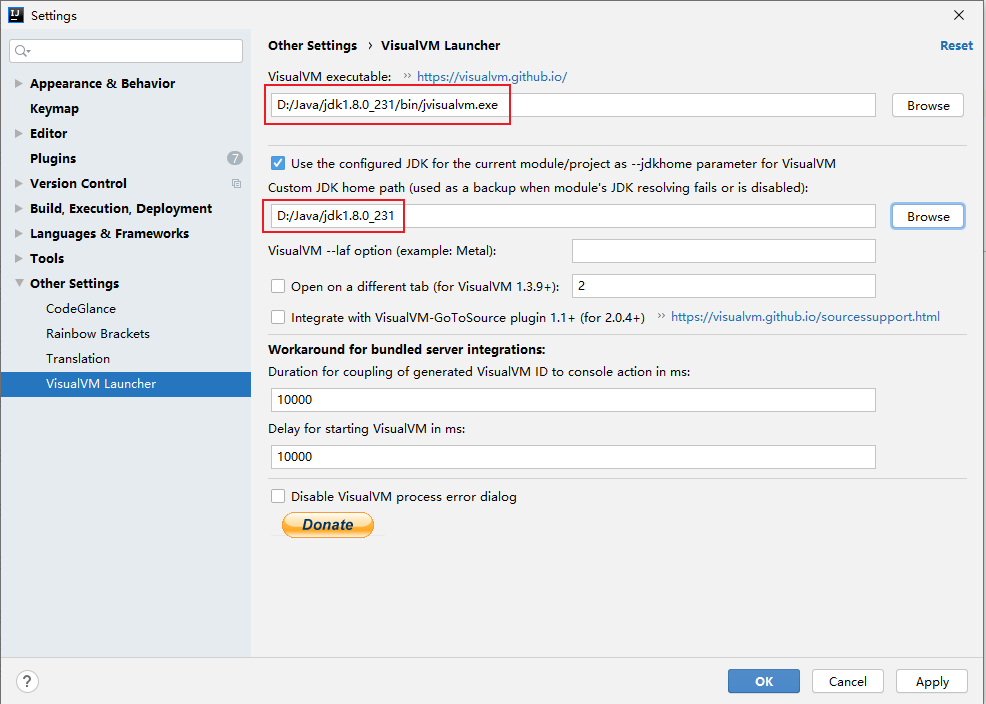 Settings
Other Settings › VisualVM Launcher
Reset
VisualVM executable: ›› https://visualvm.github.io/
D:/Java/jdk1.8.0_231/bin/jvisualvm.exe
Browse
Appearance & Behavior
Keymap
Editor
Plugins 7
Version Control
Build, Execution, Deployment
Languages & Frameworks
Tools
Other Settings
CodeGlance
Rainbow Brackets
Translation
VisualVM Launcher
Use the configured JDK for the current module/project as --jdkhome parameter for VisualVM
Custom JDK home path (used as a backup when module's JDK resolving fails or is disabled):
D:/Java/jdk1.8.0_231
Browse
VisualVM --laf option (example: Metal):
Open on a different tab (for VisualVM 1.3.9+): 2
Integrate with VisualVM-GoToSource plugin 1.1+ (for 2.0.4+) ›› https://visualvm.github.io/sourcessupport.html
Workaround for bundled server integrations:
Duration for coupling of generated VisualVM ID to console action in ms:
10000
Delay for starting VisualVM in ms:
10000
Disable VisualVM process error dialog
Donate
?
OK
Cancel
Apply